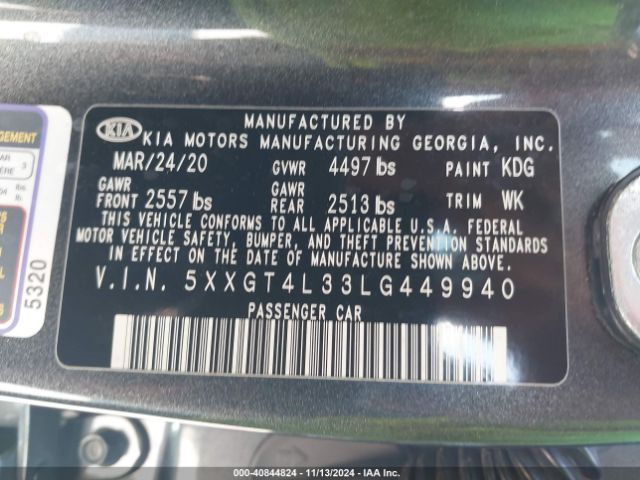 KIA
MANUFACTURED BY
KIA MOTORS MANUFACTURING GEORGIA, INC.
MAR/24/20 GVWR 4497 lbs PAINT KDG
GAWR FRONT 2557 lbs GAWR REAR 2513 lbs TRIM WK
THIS VEHICLE CONFORMS TO ALL APPLICABLE U.S.A. FEDERAL
MOTOR VEHICLE SAFETY, BUMPER, AND THEFT PREVENTION STANDARDS
IN EFFECT ON THE DATE OF MANUFACTURE SHOWN ABOVE.
V.I.N. 5XXGT4L33LG449940
PASSENGER CAR
5320
000-40844824 | 11/13/2024 | IAA Inc.